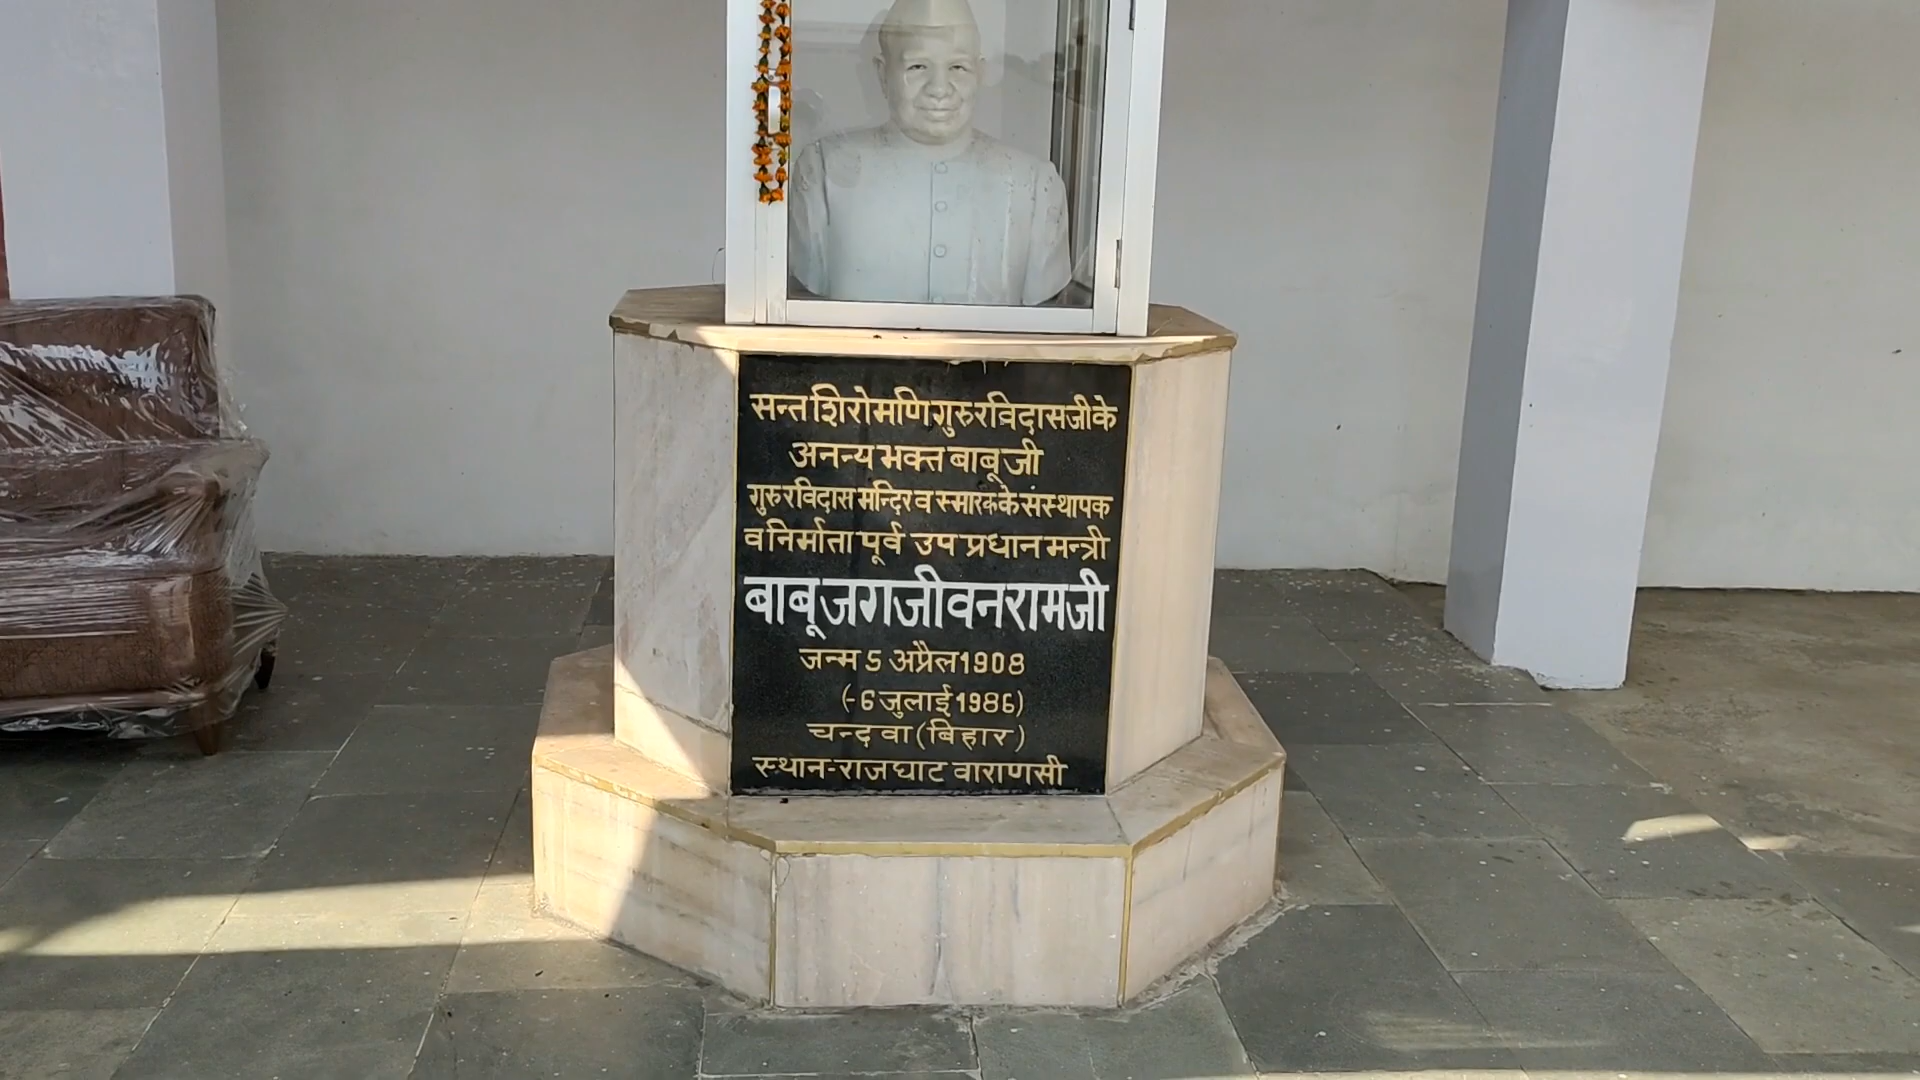 सन्त शिरोमणि गुरु रविदास जी के
अनन्य भक्त बाबू जी
गुरु रविदास मन्दिर व स्मारक के संस्थापक
व निर्माता पूर्व उप प्रधान मन्त्री
बाबू जगजीवन राम जी
जन्म 5 अप्रैल 1908
(-6 जुलाई 1986)
चन्दवा (बिहार)
स्थान-राजघाट वाराणसी